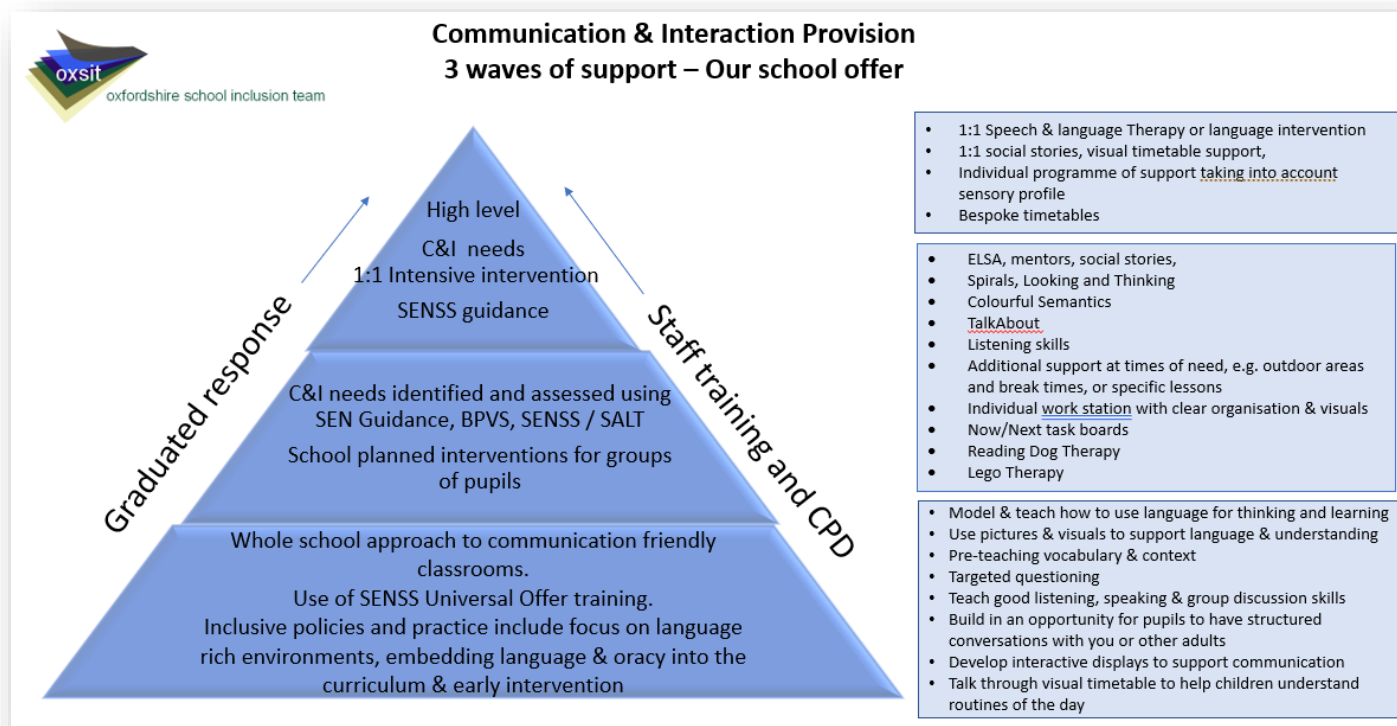 Communication & Interaction Provision
3 waves of support – Our school offer
oxsit
oxfordshire school inclusion team
High level
C&I needs
1:1 Intensive intervention
SENSS guidance
Graduated response
Staff training and CPD
C&I needs identified and assessed using
SEN Guidance, BPVS, SENSS / SALT
School planned interventions for groups
of pupils
Whole school approach to communication friendly
classrooms.
Use of SENSS Universal Offer training.
Inclusive policies and practice include focus on language
rich environments, embedding language & oracy into the
curriculum & early intervention
• 1:1 Speech & language Therapy or language intervention
• 1:1 social stories, visual timetable support,
• Individual programme of support taking into account
sensory profile
• Bespoke timetables
• ELSA, mentors, social stories,
• Spirals, Looking and Thinking
• Colourful Semantics
• TalkAbout
• Listening skills
• Additional support at times of need, e.g. outdoor areas
and break times, or specific lessons
• Individual work station with clear organisation & visuals
• Now/Next task boards
• Reading Dog Therapy
• Lego Therapy
• Model & teach how to use language for thinking and learning
• Use pictures & visuals to support language & understanding
• Pre-teaching vocabulary & context
• Targeted questioning
• Teach good listening, speaking & group discussion skills
• Build in an opportunity for pupils to have structured
conversations with you or other adults
• Develop interactive displays to support communication
• Talk through visual timetable to help children understand
routines of the day